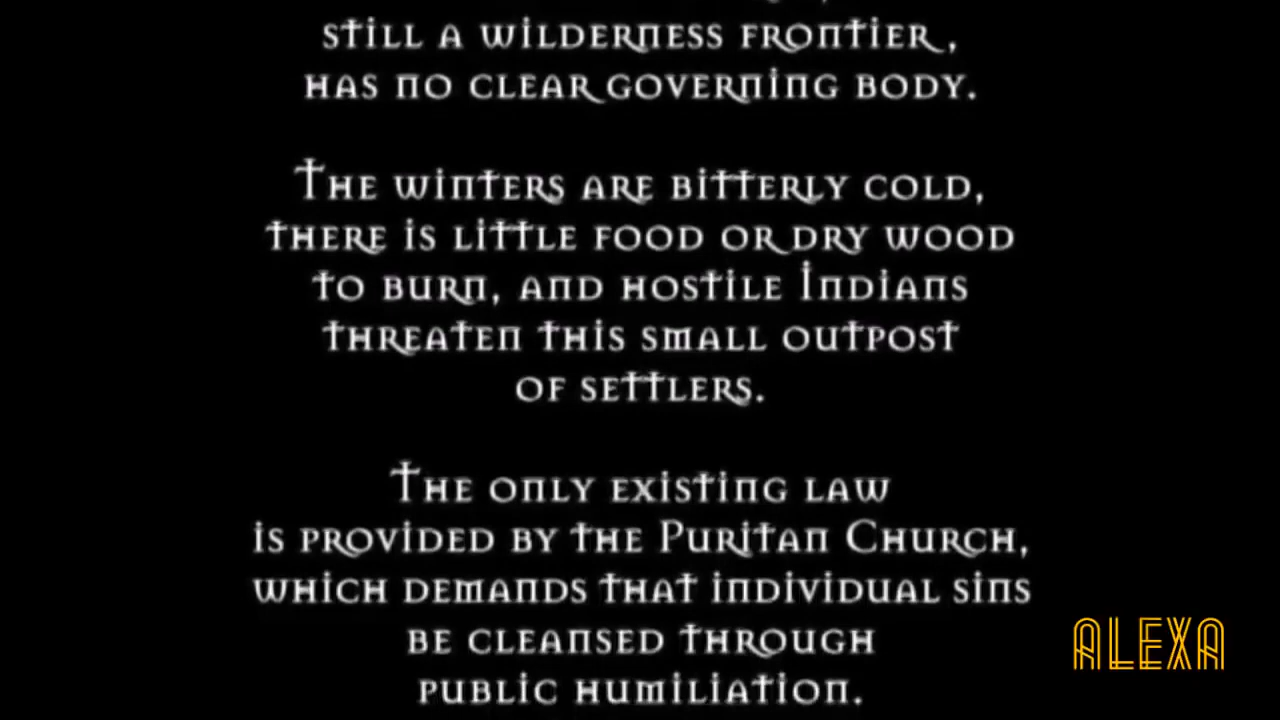 still a wilderness frontier,
has no clear governing body.
The winters are bitterly cold,
there is little food or dry wood
to burn, and hostile Indians
threaten this small outpost
of settlers.
The only existing law
is provided by the Puritan Church,
which demands that individual sins
be cleansed through
public humiliation.
ALEXA